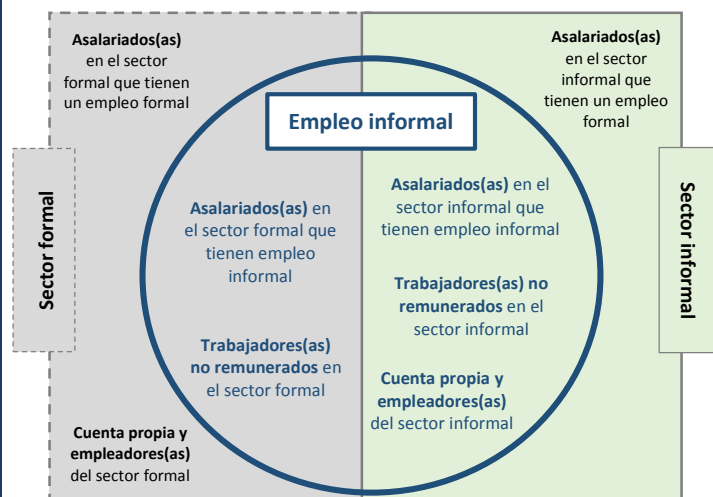 Asalariados(as)
en el sector
formal que tienen
un empleo formal
Asalariados(as)
en el sector
informal que
tienen un empleo
formal
Empleo informal
Sector formal
Asalariados(as) en
el sector formal que
tienen empleo
informal
Trabajadores(as)
no remunerados en
el sector formal
Cuenta propia y
empleadores(as)
del sector formal
Asalariados(as) en el
sector informal que
tienen empleo informal
Trabajadores(as) no
remunerados en el
sector informal
Cuenta propia y
empleadores(as)
del sector informal
Sector informal